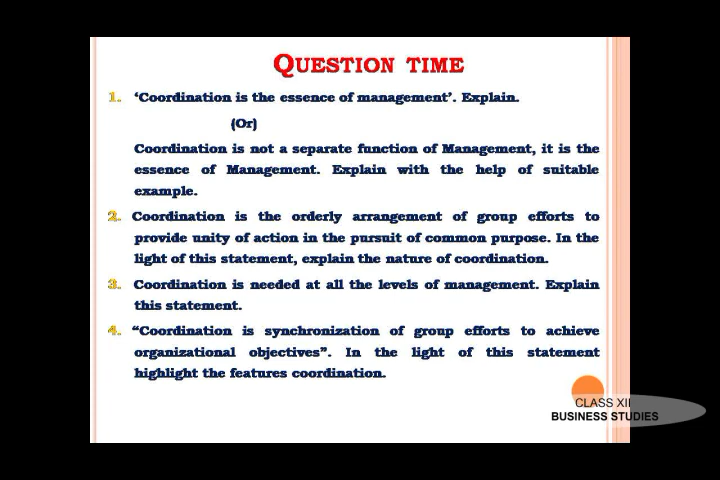 QUESTION TIME
1. ‘Coordination is the essence of management’. Explain.
(Or)
Coordination is not a separate function of Management, it is the
essence of Management. Explain with the help of suitable
example.
2. Coordination is the orderly arrangement of group efforts to
provide unity of action in the pursuit of common purpose. In the
light of this statement, explain the nature of coordination.
3. Coordination is needed at all the levels of management. Explain
this statement.
4. “Coordination is synchronization of group efforts to achieve
organizational objectives”. In the light of this statement
highlight the features coordination.
CLASS XII
BUSINESS STUDIES